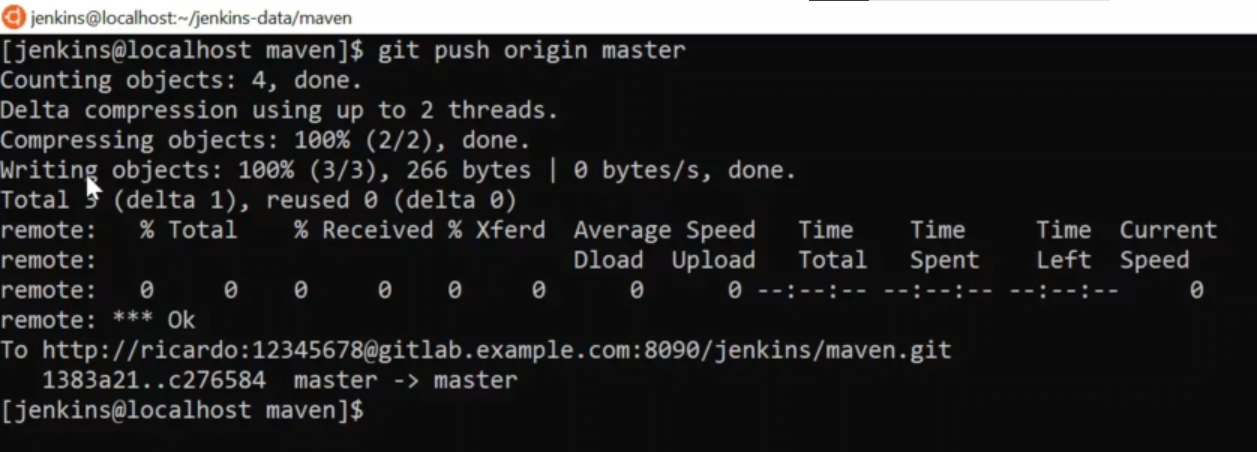 jenkins@localhost:~/jenkins-data/maven
[jenkins@localhost maven]$ git push origin master
Counting objects: 4, done.
Delta compression using up to 2 threads.
Compressing objects: 100% (2/2), done.
Writing objects: 100% (3/3), 266 bytes | 0 bytes/s, done.
Total 3 (delta 1), reused 0 (delta 0)
remote:   % Total    % Received % Xferd  Average Speed   Time    Time     Time  Current
remote:                                  Dload  Upload   Total   Spent    Left  Speed
remote:   0     0    0     0    0     0      0      0 --:--:-- --:--:-- --:--:--     0
remote: *** Ok
To http://ricardo:12345678@gitlab.example.com:8090/jenkins/maven.git
   1383a21..c276584  master -> master
[jenkins@localhost maven]$